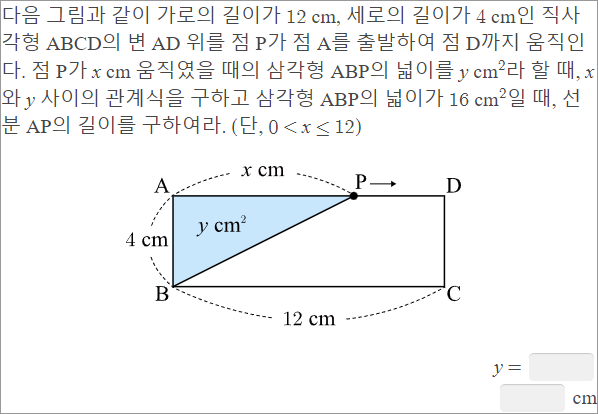 다음 그림과 같이 가로의 길이가 12 cm, 세로의 길이가 4 cm인 직사
각형 ABCD의 변 AD 위를 점 P가 점 A를 출발하여 점 D까지 움직인
다. 점 P가 x cm 움직였을 때의 삼각형 ABP의 넓이를 y cm²라 할 때, x
와 y 사이의 관계식을 구하고 삼각형 ABP의 넓이가 16 cm²일 때, 선
분 AP의 길이를 구하여라. (단, 0 < x ≤ 12)
x cm
A P D
y cm²
4 cm
B C
12 cm
y =
cm